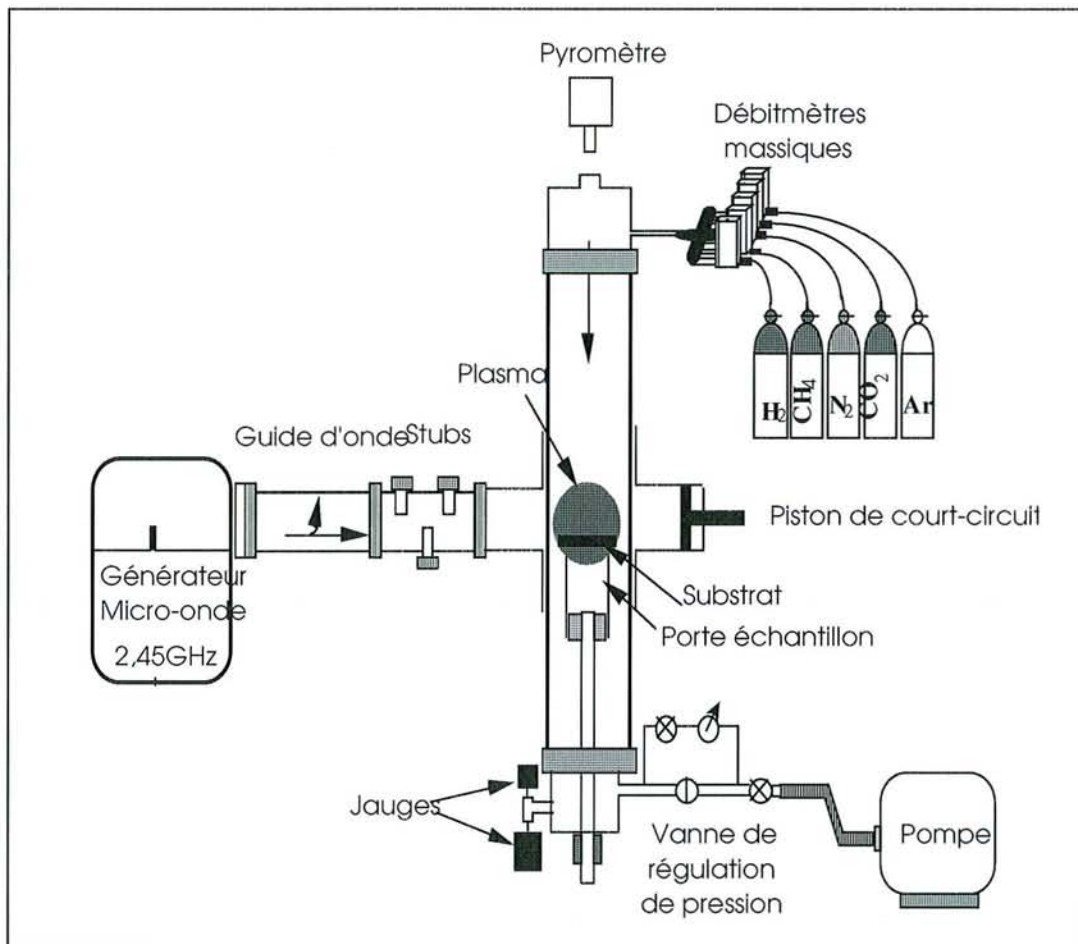 Pyromètre
Débitmètres
massiques
Plasma
H2
CH4
N2
CO2
Ar
Guide d'onde
Stubs
Piston de court-circuit
Générateur
Micro-onde
2,45GHz
Substrat
Porte échantillon
Jauges
Vanne de
régulation
de pression
Pompe